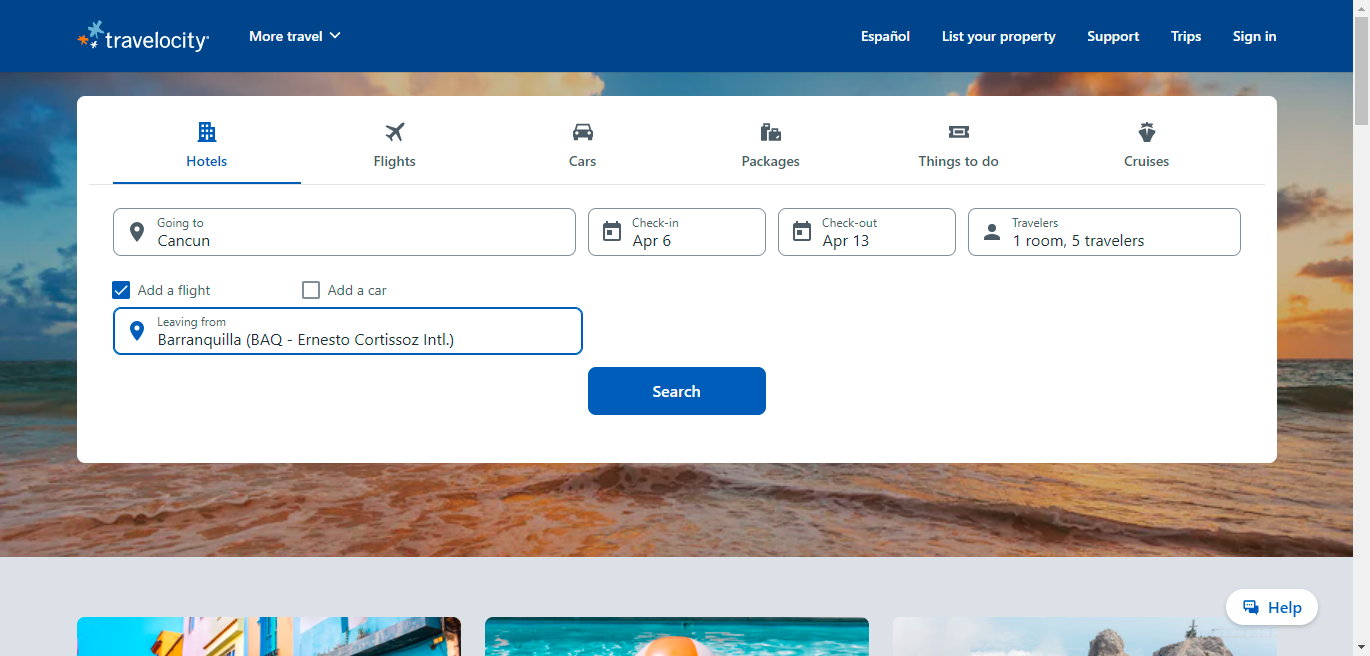 travelocity
More travel
Español
List your property
Support
Trips
Sign in
Hotels
Flights
Cars
Packages
Things to do
Cruises
Going to
Cancun
Check-in
Apr 6
Check-out
Apr 13
Travelers
1 room, 5 travelers
Add a flight
Add a car
Leaving from
Barranquilla (BAQ - Ernesto Cortissoz Intl.)
Search
Help